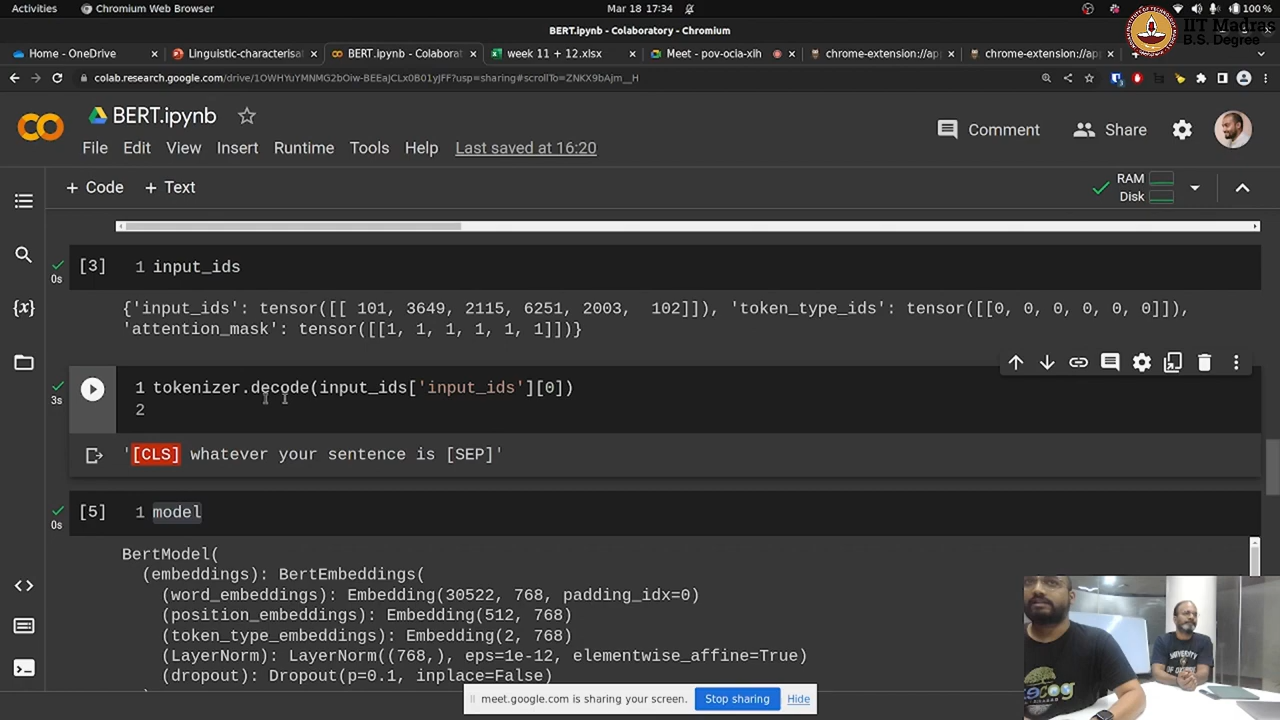 Activities
Chromium Web Browser
Mar 18 17:34
100 %
BERT.ipynb - Colaboratory - Chromium
Home - OneDrive
Linguistic-characterisa
BERT.ipynb - Colaborat
week 11 + 12.xlsx
Meet - pov-ocia-xih
chrome-extension://ap
chrome-extension://ap
IIT Madras
B.S. Degree
colab.research.google.com/drive/1OWHYuYMNMG2bOiw-BEEaJCLx0B01yJFF?usp=sharing#scrollTo=ZNKX9bAjm__H
BERT.ipynb
Comment
Share
File Edit View Insert Runtime Tools Help Last saved at 16:20
+ Code + Text
RAM
Disk
[3] 1 input_ids
0s
{'input_ids': tensor([[ 101, 3649, 2115, 6251, 2003, 102]]), 'token_type_ids': tensor([[0, 0, 0, 0, 0, 0]]),
'attention_mask': tensor([[1, 1, 1, 1, 1, 1]])}
1 tokenizer.decode(input_ids['input_ids'][0])
3s
2
'[CLS] whatever your sentence is [SEP]'
[5] 1 model
0s
BertModel(
(embeddings): BertEmbeddings(
(word_embeddings): Embedding(30522, 768, padding_idx=0)
(position_embeddings): Embedding(512, 768)
(token_type_embeddings): Embedding(2, 768)
(LayerNorm): LayerNorm((768,), eps=1e-12, elementwise_affine=True)
(dropout): Dropout(p=0.1, inplace=False)
meet.google.com is sharing your screen.
Stop sharing
Hide